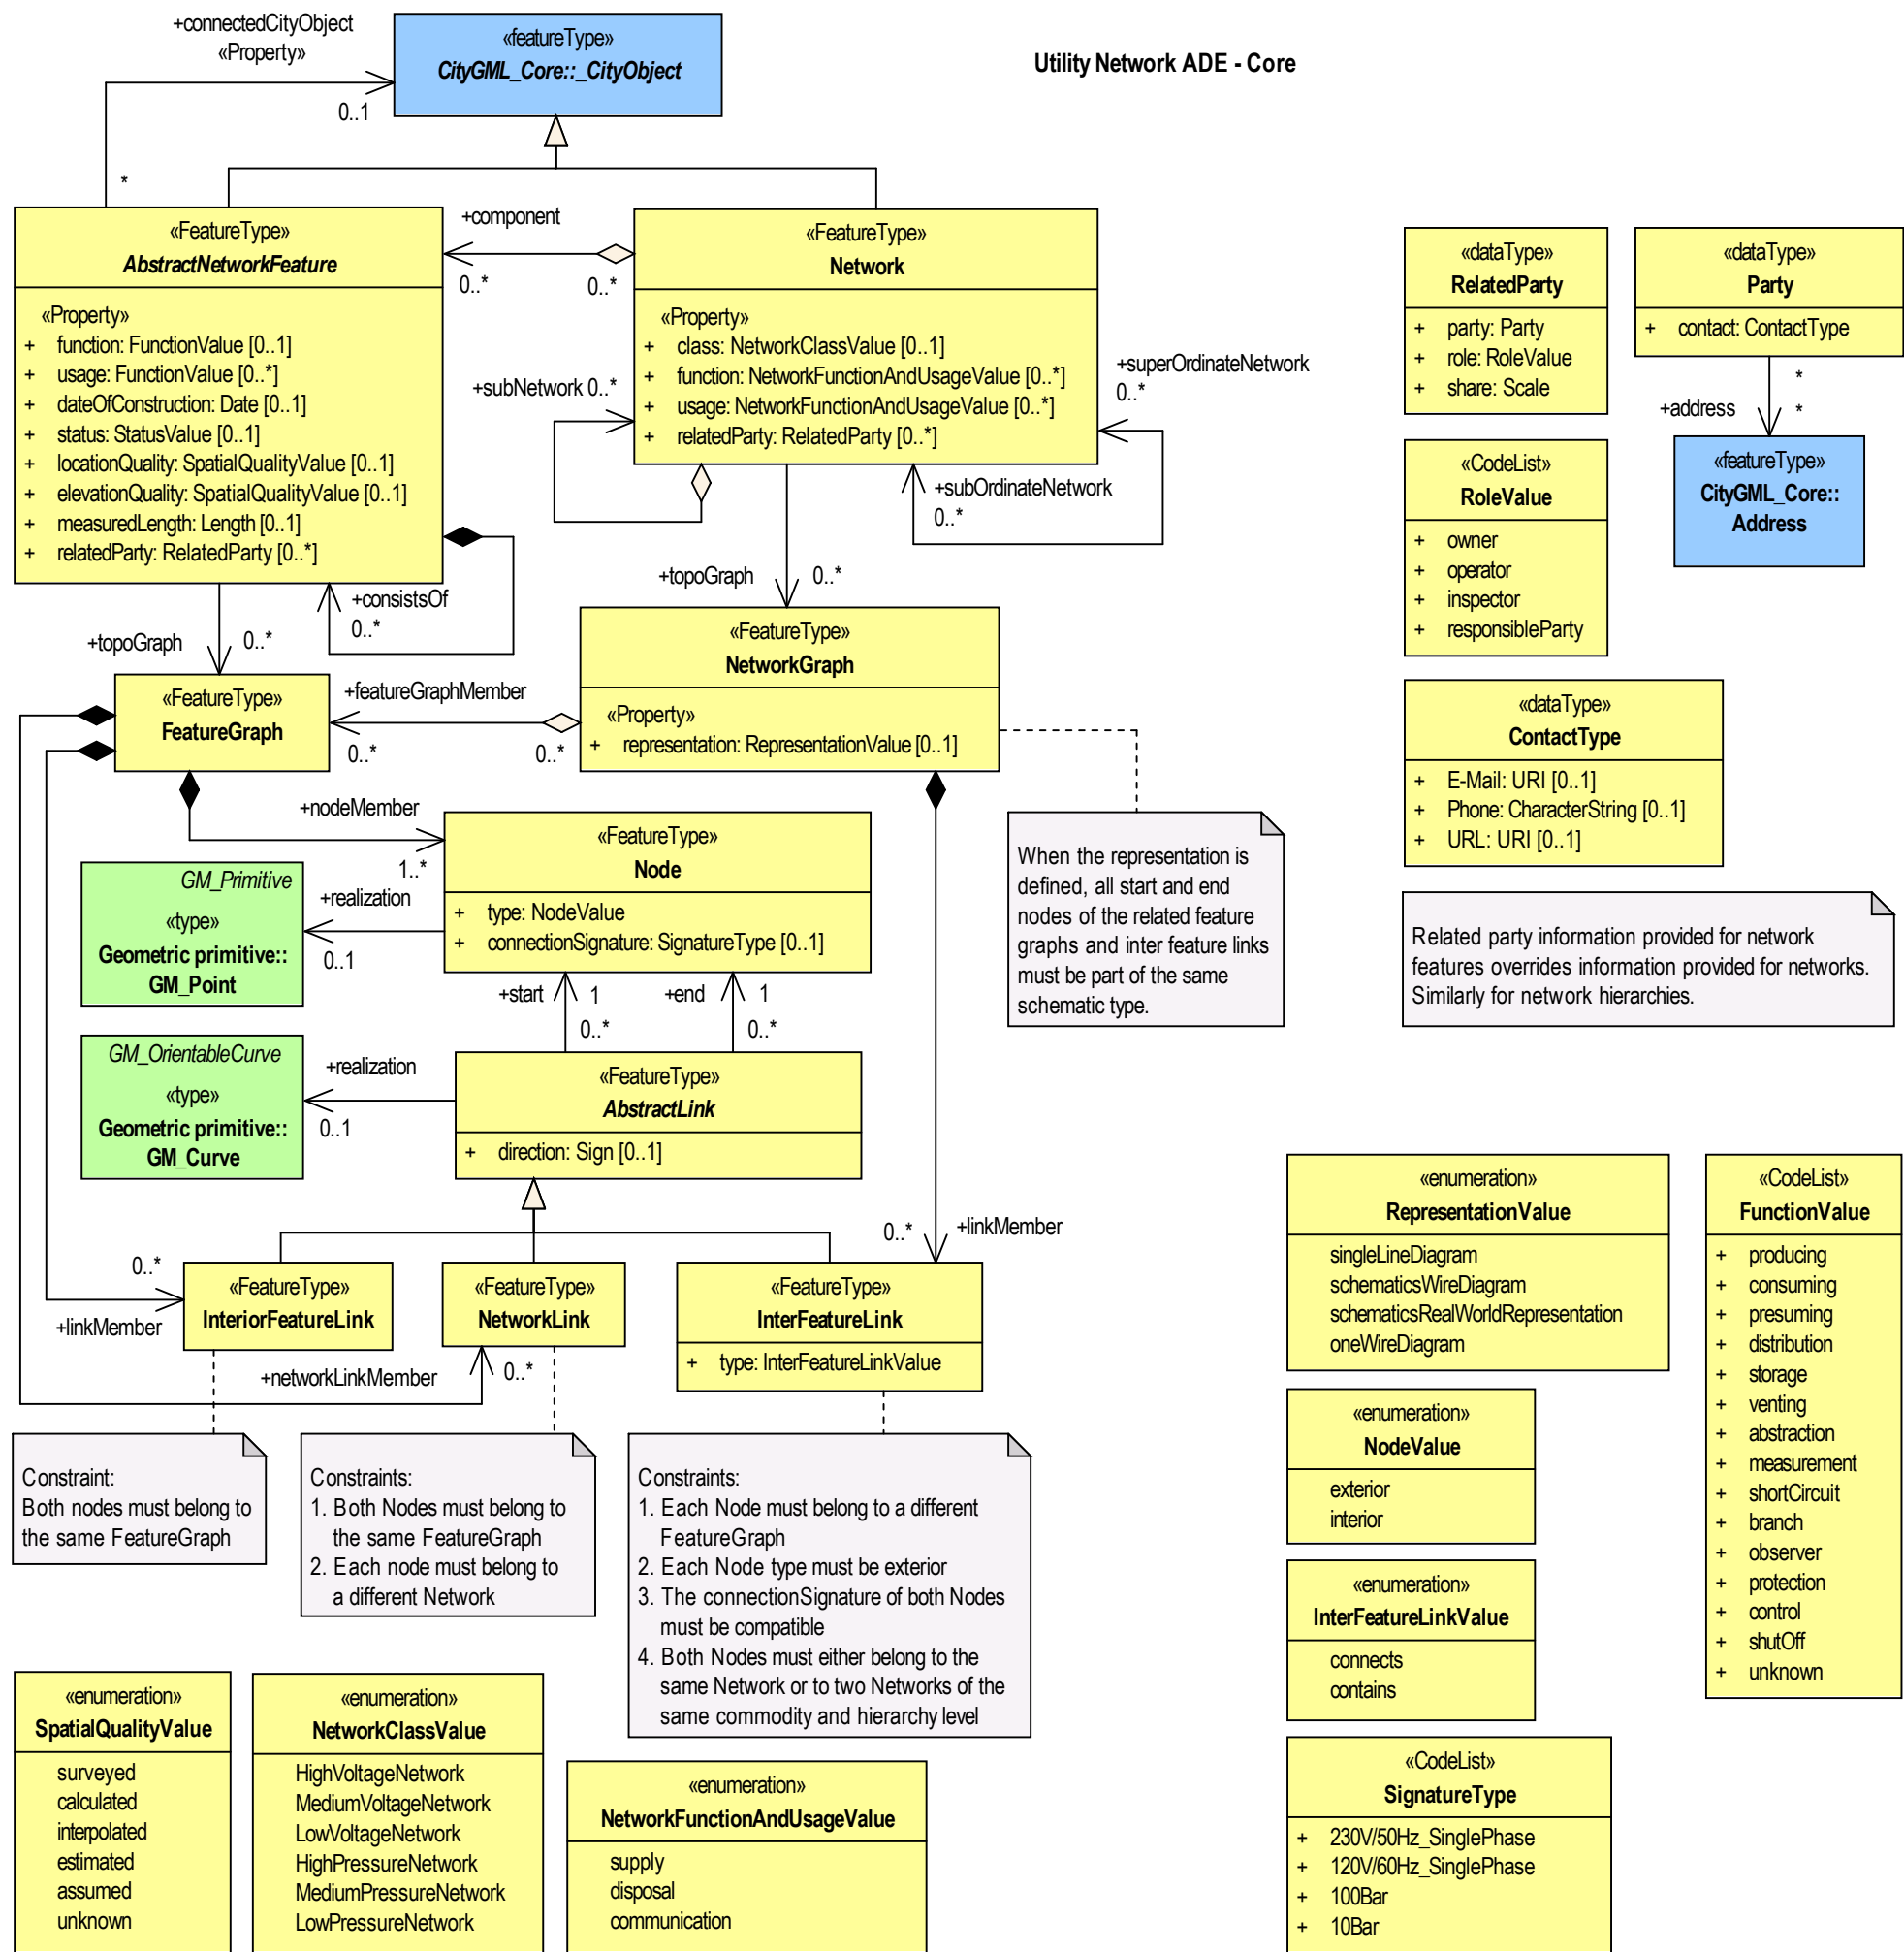 Utility Network ADE - Core
+connectedCityObject
«Property»
0..1
*
«featureType»
CityGML_Core::_CityObject
«FeatureType»
AbstractNetworkFeature
«Property»
+ function: FunctionValue [0..1]
+ usage: FunctionValue [0..*]
+ dateOfConstruction: Date [0..1]
+ status: StatusValue [0..1]
+ locationQuality: SpatialQualityValue [0..1]
+ elevationQuality: SpatialQualityValue [0..1]
+ measuredLength: Length [0..1]
+ relatedParty: RelatedParty [0..*]
+component
0..*
0..*
«FeatureType»
Network
«Property»
+ class: NetworkClassValue [0..1]
+ function: NetworkFunctionAndUsageValue [0..*]
+ usage: NetworkFunctionAndUsageValue [0..*]
+ relatedParty: RelatedParty [0..*]
+subNetwork 0..*
+superOrdinateNetwork
0..*
+subOrdinateNetwork
0..*
«dataType»
RelatedParty
+ party: Party
+ role: RoleValue
+ share: Scale
«dataType»
Party
+ contact: ContactType
*
+address
*
«featureType»
CityGML_Core::
Address
«CodeList»
RoleValue
+ owner
+ operator
+ inspector
+ responsibleParty
+consistsOf
0..*
+topoGraph
0..*
+topoGraph
0..*
«FeatureType»
FeatureGraph
+featureGraphMember
0..*
0..*
«FeatureType»
NetworkGraph
«Property»
+ representation: RepresentationValue [0..1]
«dataType»
ContactType
+ E-Mail: URI [0..1]
+ Phone: CharacterString [0..1]
+ URL: URI [0..1]
+nodeMember
1..*
«FeatureType»
Node
+ type: NodeValue
+ connectionSignature: SignatureType [0..1]
When the representation is
defined, all start and end
nodes of the related feature
graphs and inter feature links
must be part of the same
schematic type.
Related party information provided for network
features overrides information provided for networks.
Similarly for network hierarchies.
GM_Primitive
«type»
Geometric primitive::
GM_Point
+realization
0..1
+start
1
0..*
+end
1
0..*
GM_OrientableCurve
«type»
Geometric primitive::
GM_Curve
+realization
0..1
«FeatureType»
AbstractLink
+ direction: Sign [0..1]
0..*
+linkMember
0..*
+linkMember
«FeatureType»
InteriorFeatureLink
«FeatureType»
NetworkLink
«FeatureType»
InterFeatureLink
+ type: InterFeatureLinkValue
+networkLinkMember
0..*
Constraint:
Both nodes must belong to
the same FeatureGraph
Constraints:
1. Both Nodes must belong to
the same FeatureGraph
2. Each node must belong to
a different Network
Constraints:
1. Each Node must belong to a different
FeatureGraph
2. Each Node type must be exterior
3. The connectionSignature of both Nodes
must be compatible
4. Both Nodes must either belong to the
same Network or to two Networks of the
same commodity and hierarchy level
«enumeration»
RepresentationValue
singleLineDiagram
schematicsWireDiagram
schematicsRealWorldRepresentation
oneWireDiagram
«CodeList»
FunctionValue
+ producing
+ consuming
+ presuming
+ distribution
+ storage
+ venting
+ abstraction
+ measurement
+ shortCircuit
+ branch
+ observer
+ protection
+ control
+ shutOff
+ unknown
«enumeration»
NodeValue
exterior
interior
«enumeration»
InterFeatureLinkValue
connects
contains
«enumeration»
SpatialQualityValue
surveyed
calculated
interpolated
estimated
assumed
unknown
«enumeration»
NetworkClassValue
HighVoltageNetwork
MediumVoltageNetwork
LowVoltageNetwork
HighPressureNetwork
MediumPressureNetwork
LowPressureNetwork
«enumeration»
NetworkFunctionAndUsageValue
supply
disposal
communication
«CodeList»
SignatureType
+ 230V/50Hz_SinglePhase
+ 120V/60Hz_SinglePhase
+ 100Bar
+ 10Bar